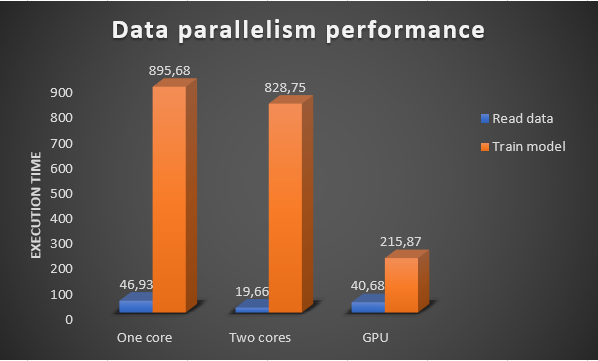 Data parallelism performance
895,68
828,75
900
800
700
600
500
400
300
200
100
0
EXECUTION TIME
Read data
Train model
215,87
46,93
19,66
40,68
One core
Two cores
GPU